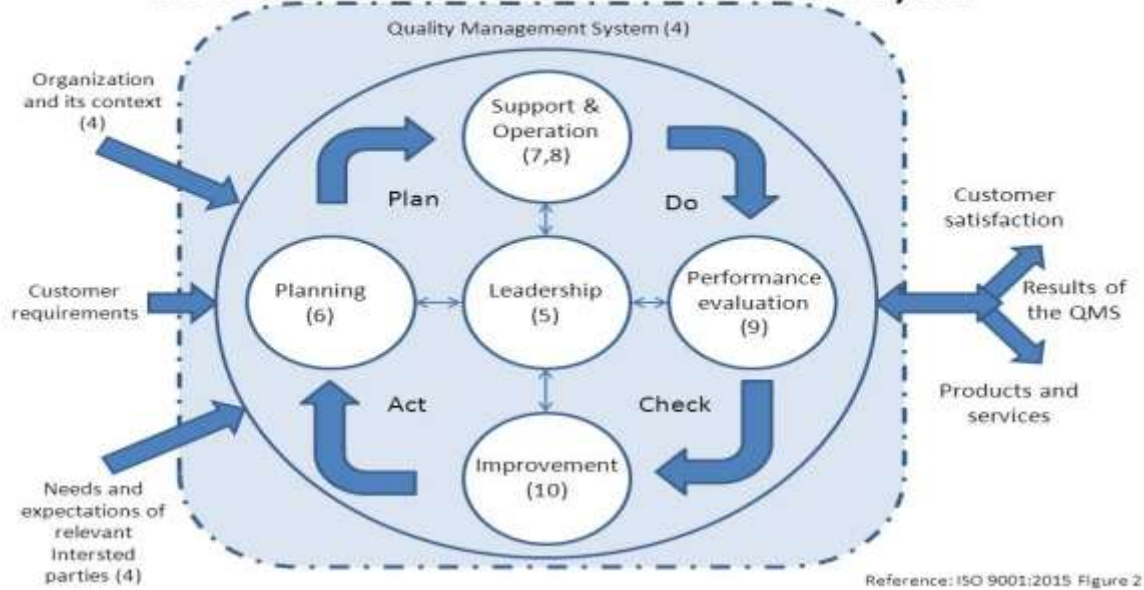 Quality Management System (4)
Organization
and its context
(4)
Support &
Operation
(7,8)
Plan
Do
Customer
satisfaction
Customer
requirements
Planning
(6)
Leadership
(5)
Performance
evaluation
(9)
Results of
the QMS
Act
Check
Products and
services
Improvement
(10)
Needs and
expectations of
relevant
Intersted
parties (4)
Reference: ISO 9001:2015 Figure 2